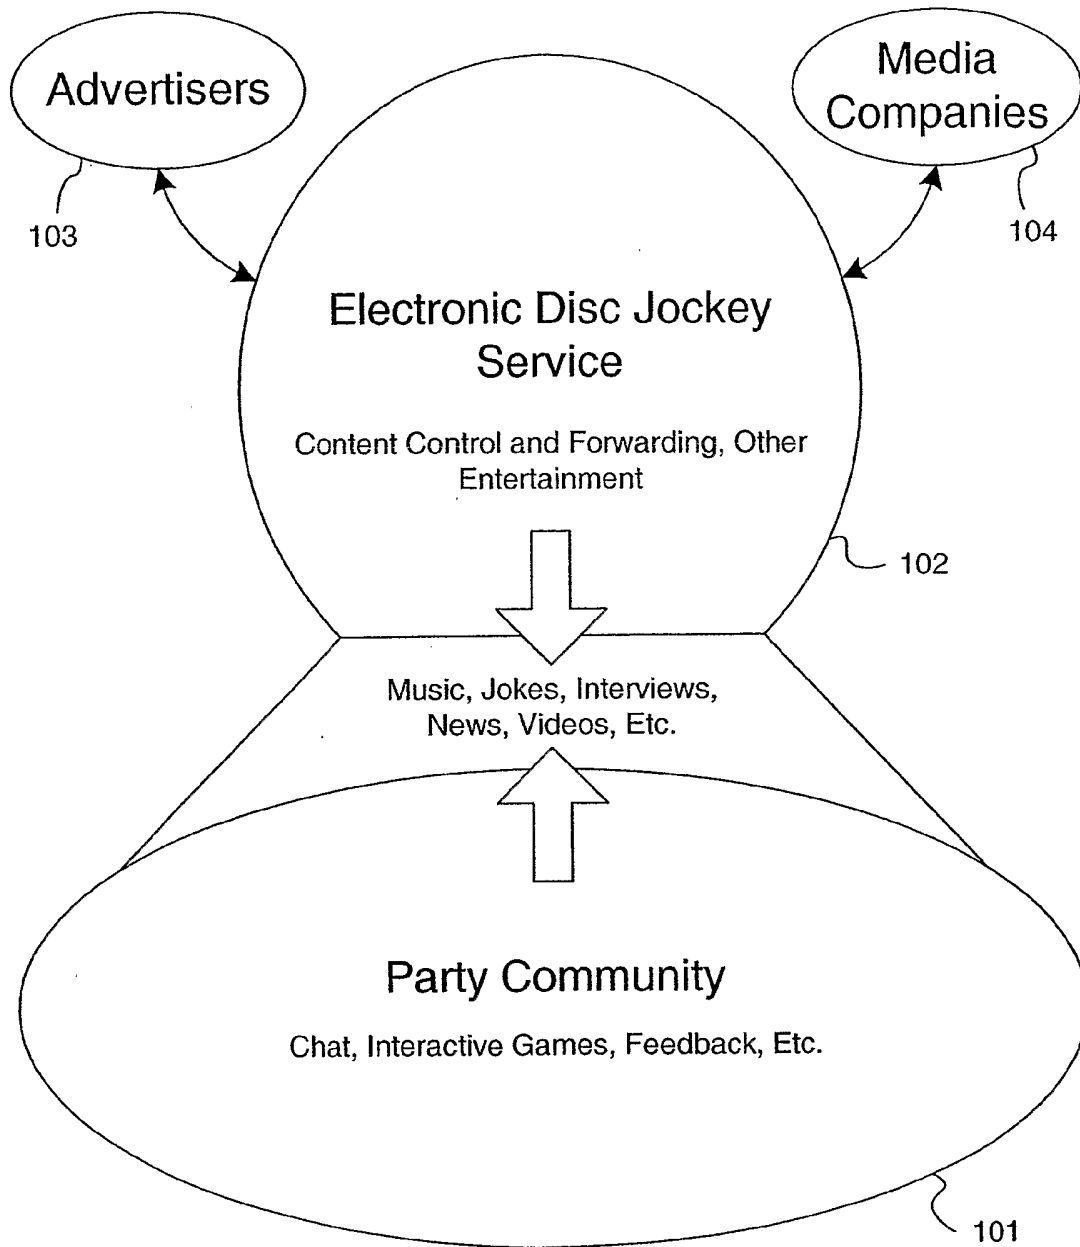 Advertisers
Media
Companies
103
104
Electronic Disc Jockey
Service
Content Control and Forwarding, Other
Entertainment
102
Music, Jokes, Interviews,
News, Videos, Etc.
Party Community
Chat, Interactive Games, Feedback, Etc.
101